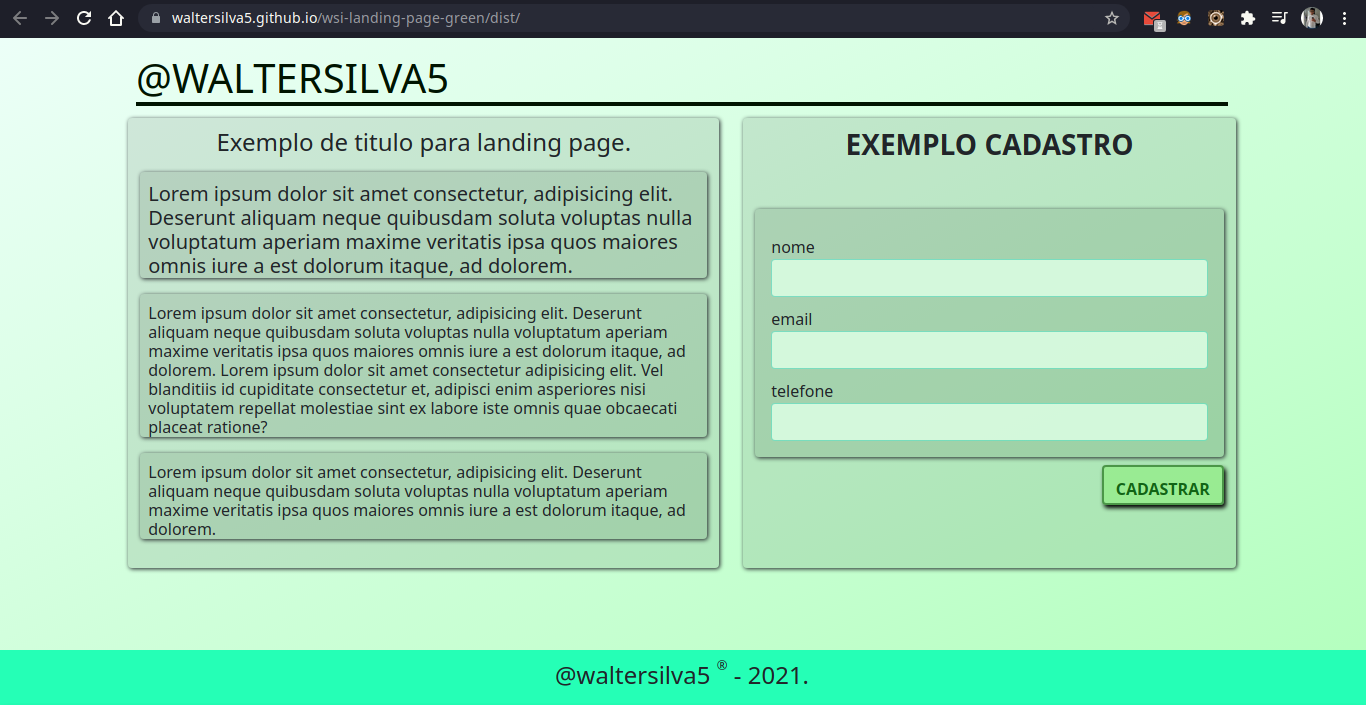 waltersilva5.github.io/wsi-landing-page-green/dist/
@WALTERSILVA5
Exemplo de titulo para landing page.
Lorem ipsum dolor sit amet consectetur, adipisicing elit.
Deserunt aliquam neque quibusdam soluta voluptas nulla
voluptatum aperiam maxime veritatis ipsa quos maiores
omnis iure a est dolorum itaque, ad dolorem.
Lorem ipsum dolor sit amet consectetur, adipisicing elit. Deserunt
aliquam neque quibusdam soluta voluptas nulla voluptatum aperiam
maxime veritatis ipsa quos maiores omnis iure a est dolorum itaque, ad
dolorem. Lorem ipsum dolor sit amet consectetur adipisicing elit. Vel
blanditiis id cupiditate consectetur et, adipisci enim asperiores nisi
voluptatem repellat molestiae sint ex labore iste omnis quae obcaecati
placeat ratione?
Lorem ipsum dolor sit amet consectetur, adipisicing elit. Deserunt
aliquam neque quibusdam soluta voluptas nulla voluptatum aperiam
maxime veritatis ipsa quos maiores omnis iure a est dolorum itaque, ad
dolorem.
EXEMPLO CADASTRO
nome
email
telefone
CADASTRAR
@waltersilva5 ® - 2021.